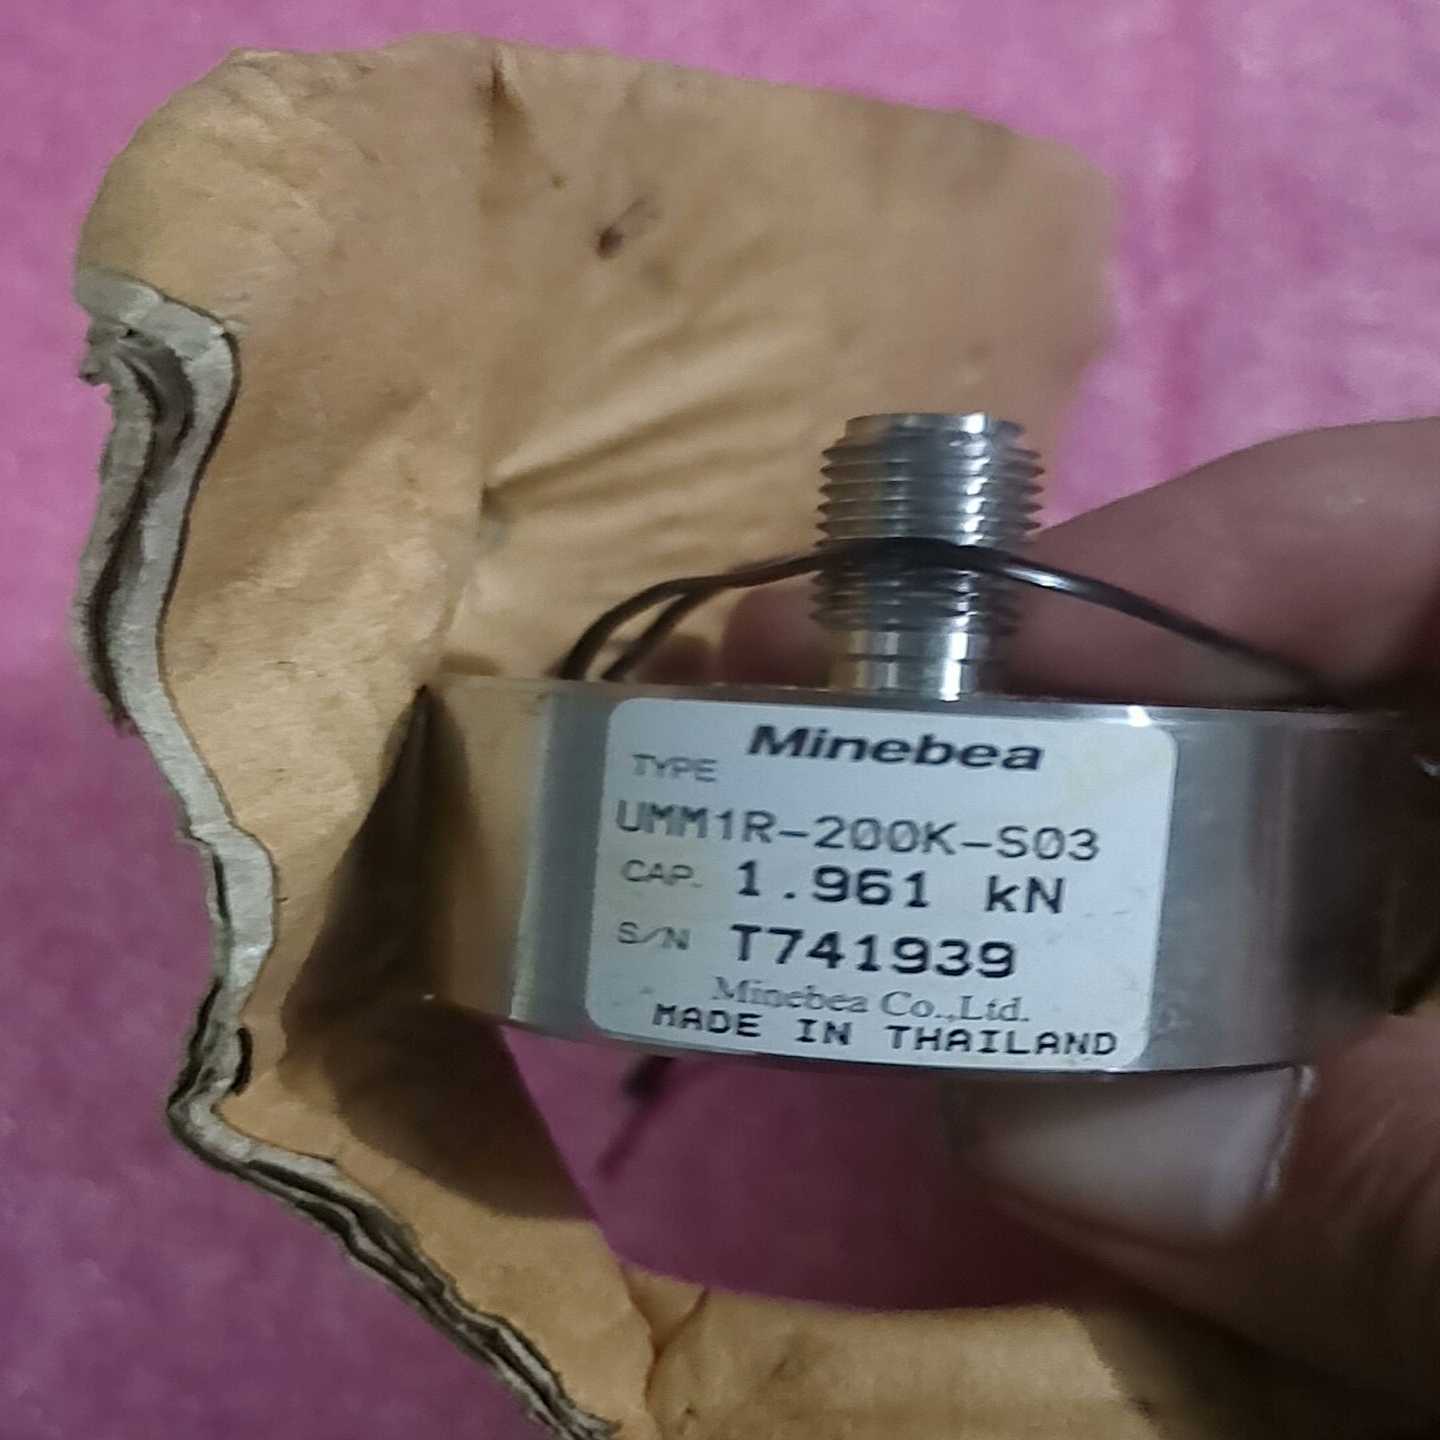 Minebea
TYPE
UMM1R-200K-S03
CAP. 1.961 kN
S/N T741939
Minebea Co.,Ltd.
MADE IN THAILAND